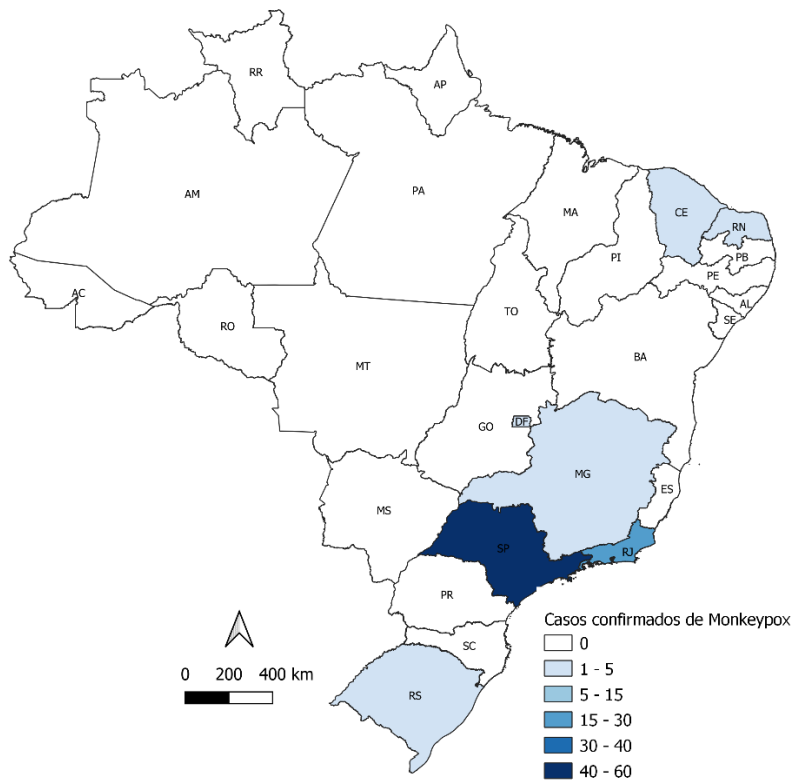 RR
AP
AM
PA
MA
CE
RN
PB
PI
PE
AL
SE
AC
RO
TO
BA
MT
GO
DF
MG
ES
MS
SP
RJ
PR
SC
RS
0 200 400 km
Casos confirmados de Monkeypox
0
1 - 5
5 - 15
15 - 30
30 - 40
40 - 60